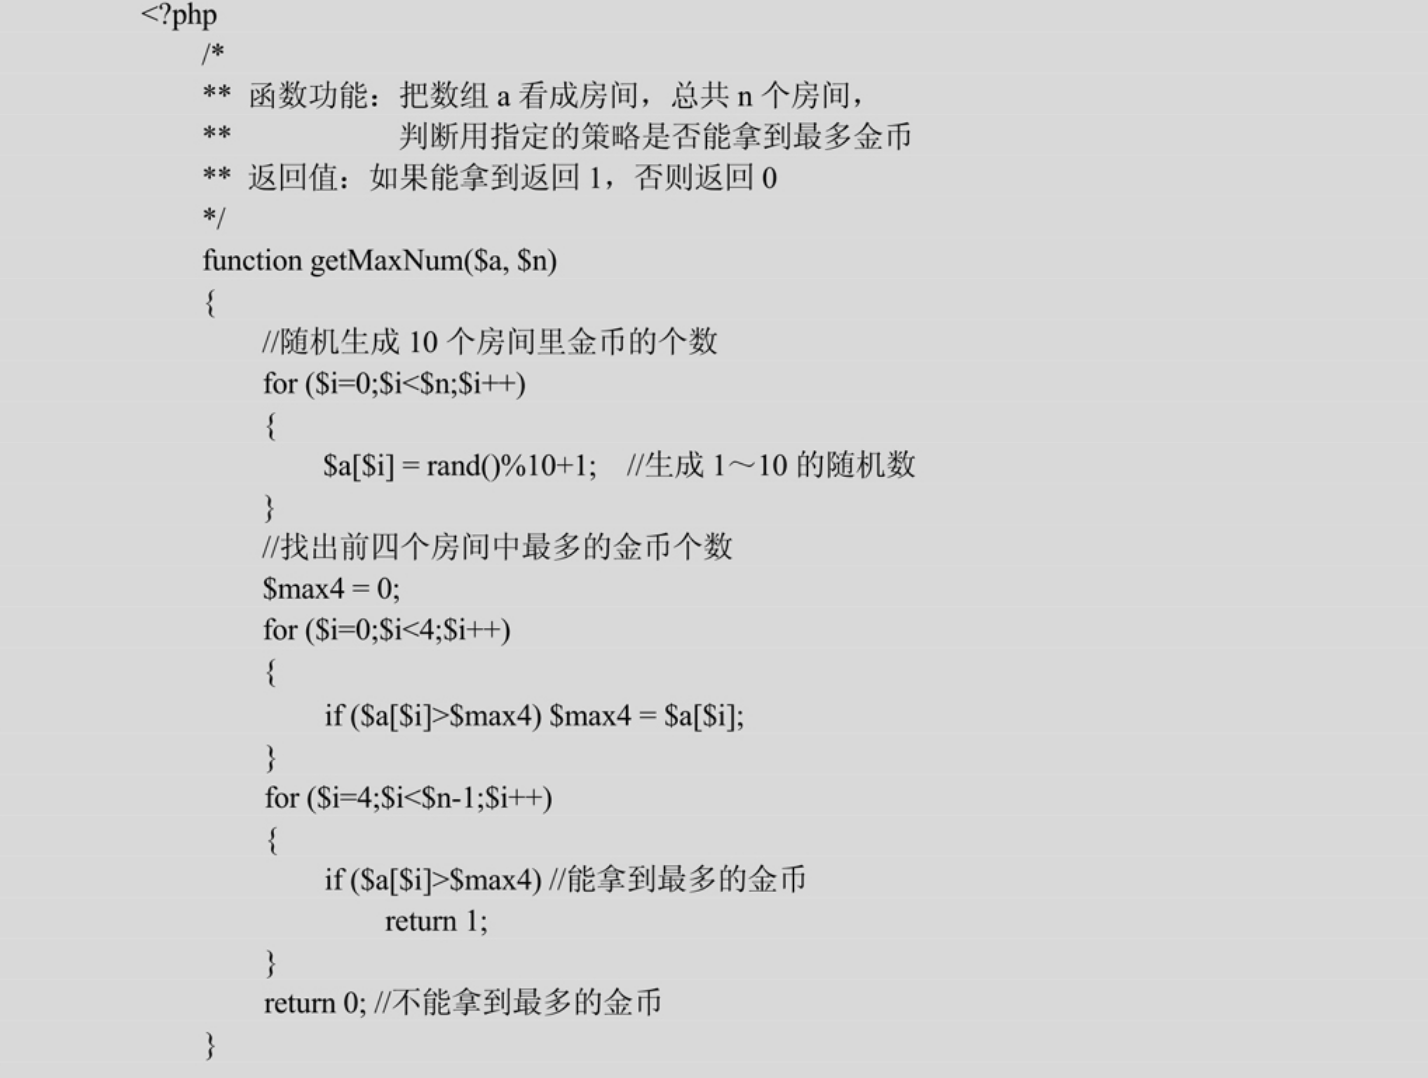 <?php
/*
** 函数功能：把数组 a 看成房间，总共 n 个房间，
** 判断用指定的策略是否能拿到最多金币
** 返回值：如果能拿到返回 1，否则返回 0
*/
function getMaxNum($a, $n)
{
//随机生成 10 个房间里金币的个数
for ($i=0;$i<$n;$i++)
{
$a[$i] = rand()%10+1; //生成 1～10 的随机数
}
//找出前四个房间中最多的金币个数
$max4 = 0;
for ($i=0;$i<4;$i++)
{
if ($a[$i]>$max4) $max4 = $a[$i];
}
for ($i=4;$i<$n-1;$i++)
{
if ($a[$i]>$max4) //能拿到最多的金币
return 1;
}
return 0; //不能拿到最多的金币
}